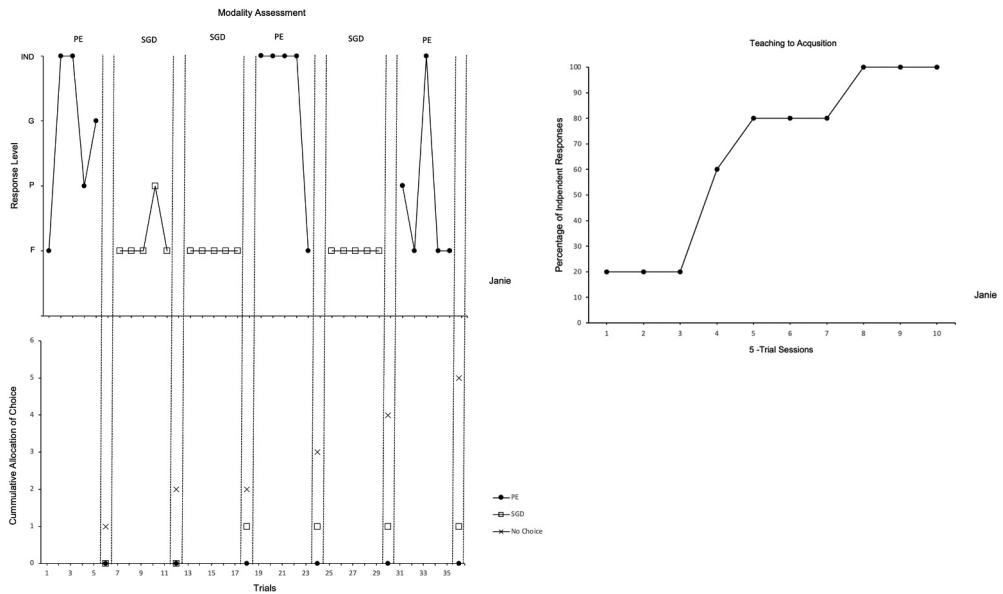 Modality Assessment
PE
SGD
SGD
PE
SGD
PE
IND
G
P
F
Response Level
Janie
6
5
4
3
2
1
0
Cummulative Allocation of Choice
1 3 5 7 9 11 13 15 17 19 21 23 25 27 29 31 33 35
Trials
PE
SGD
No Choice
Teaching to Acqusition
100
90
80
70
60
50
40
30
20
10
0
Percentage of Indpendent Responses
1 2 3 4 5 6 7 8 9 10
5 -Trial Sessions
Janie